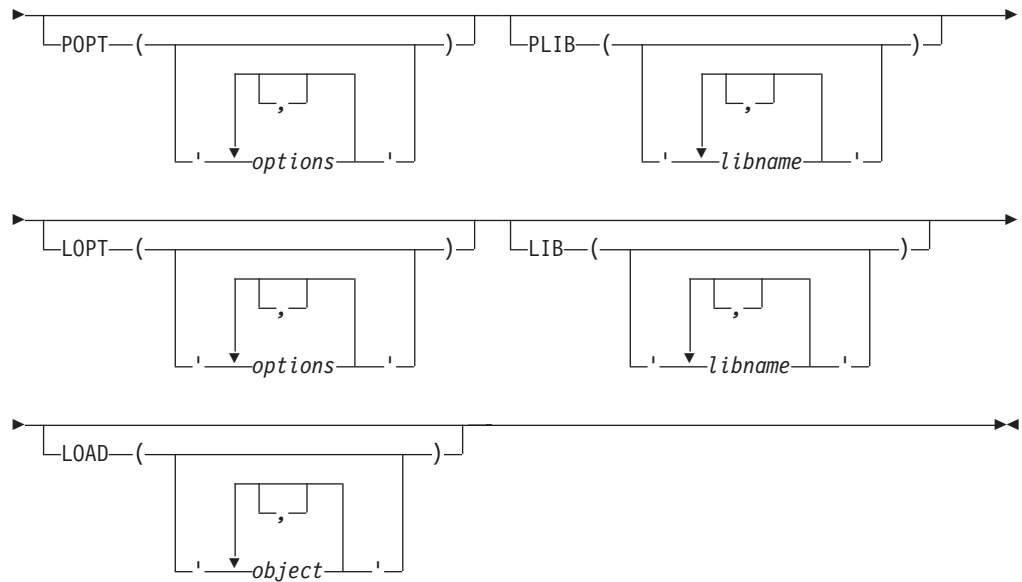 POPT ( ) PLIB ( )
, ,
' options ' ' libname '
LOPT ( ) LIB ( )
, ,
' options ' ' libname '
LOAD ( )
,
' object '